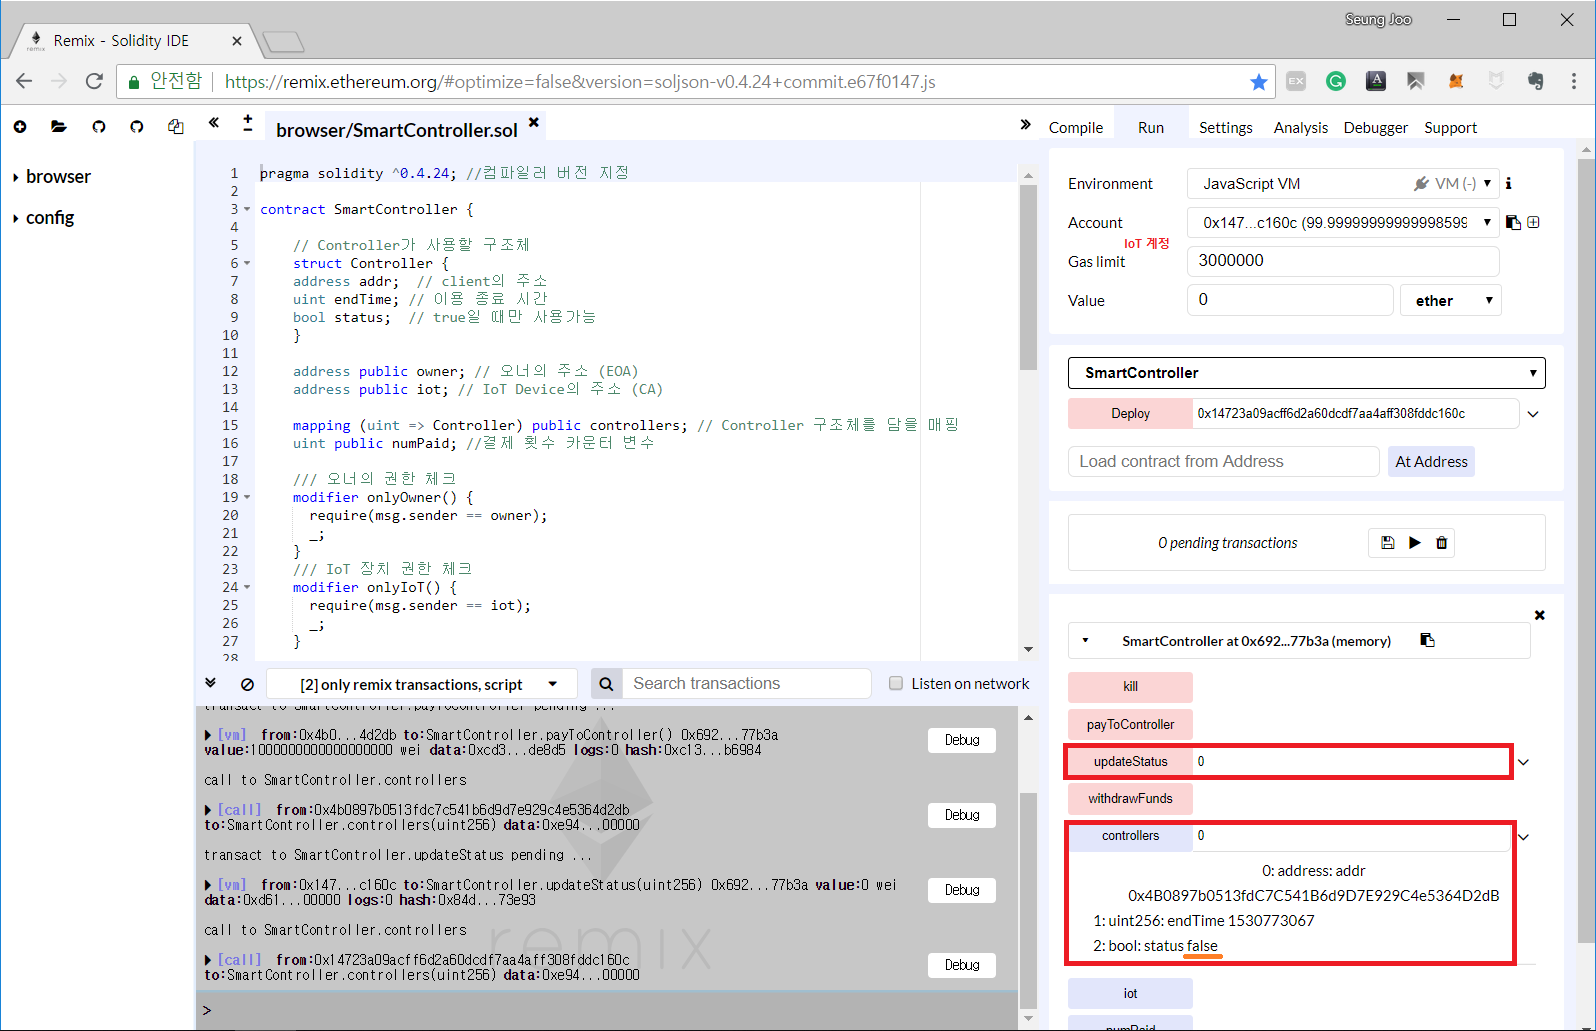 Seung Joo
Remix - Solidity IDE
안전함
https://remix.ethereum.org/#optimize=false&version=soljson-v0.4.24+commit.e67f0147.js
browser
config
browser/SmartController.sol
1 pragma solidity ^0.4.24; //컴파일러 버전 지정
2
3 contract SmartController {
4
5 // Controller가 사용할 구조체
6 struct Controller {
7 address addr; // client의 주소
8 uint endTime; // 이용 종료 시간
9 bool status; // true일 때만 사용가능
10 }
11
12 address public owner; // 오너의 주소 (EOA)
13 address public iot; // IoT Device의 주소 (CA)
14
15 mapping (uint => Controller) public controllers; // Controller 구조체를 담을 매핑
16 uint public numPaid; //결제 횟수 카운터 변수
17
18 /// 오너의 권한 체크
19 modifier onlyOwner() {
20 require(msg.sender == owner);
21 _;
22 }
23 /// IoT 장치 권한 체크
24 modifier onlyIoT() {
25 require(msg.sender == iot);
26 _;
27 }
28
[2] only remix transactions, script
Search transactions
Listen on network
transact to SmartController.payToController pending ...
[vm] from:0x4b0...4d2db to:SmartController.payToController() 0x692...77b3a
value:1000000000000000000 wei data:0xcd3...de8d5 logs:0 hash:0xc13...b6984
Debug
call to SmartController.controllers
[call] from:0x4b0897b0513fdc7c541b6d9d7e929c4e5364d2db
to:SmartController.controllers(uint256) data:0xe94...00000
Debug
transact to SmartController.updateStatus pending ...
[vm] from:0x147...c160c to:SmartController.updateStatus(uint256) 0x692...77b3a value:0 wei
data:0xd61...00000 logs:0 hash:0x84d...73e93
Debug
call to SmartController.controllers
[call] from:0x14723a09acff6d2a60dcdf7aa4aff308fddc160c
to:SmartController.controllers(uint256) data:0xe94...00000
Debug
remix
>
Compile
Run
Settings
Analysis
Debugger
Support
Environment
JavaScript VM
VM (-)
Account
0x147...c160c (99.99999999999998599
IoT 계정
Gas limit
3000000
Value
0
ether
SmartController
Deploy
0x14723a09acff6d2a60dcdf7aa4aff308fddc160c
Load contract from Address
At Address
0 pending transactions
SmartController at 0x692...77b3a (memory)
kill
payToController
updateStatus
0
withdrawFunds
controllers
0
0: address: addr
0x4B0897b0513fdC7C541B6d9D7E929C4e5364D2dB
1: uint256: endTime 1530773067
2: bool: status false
iot
numPaid